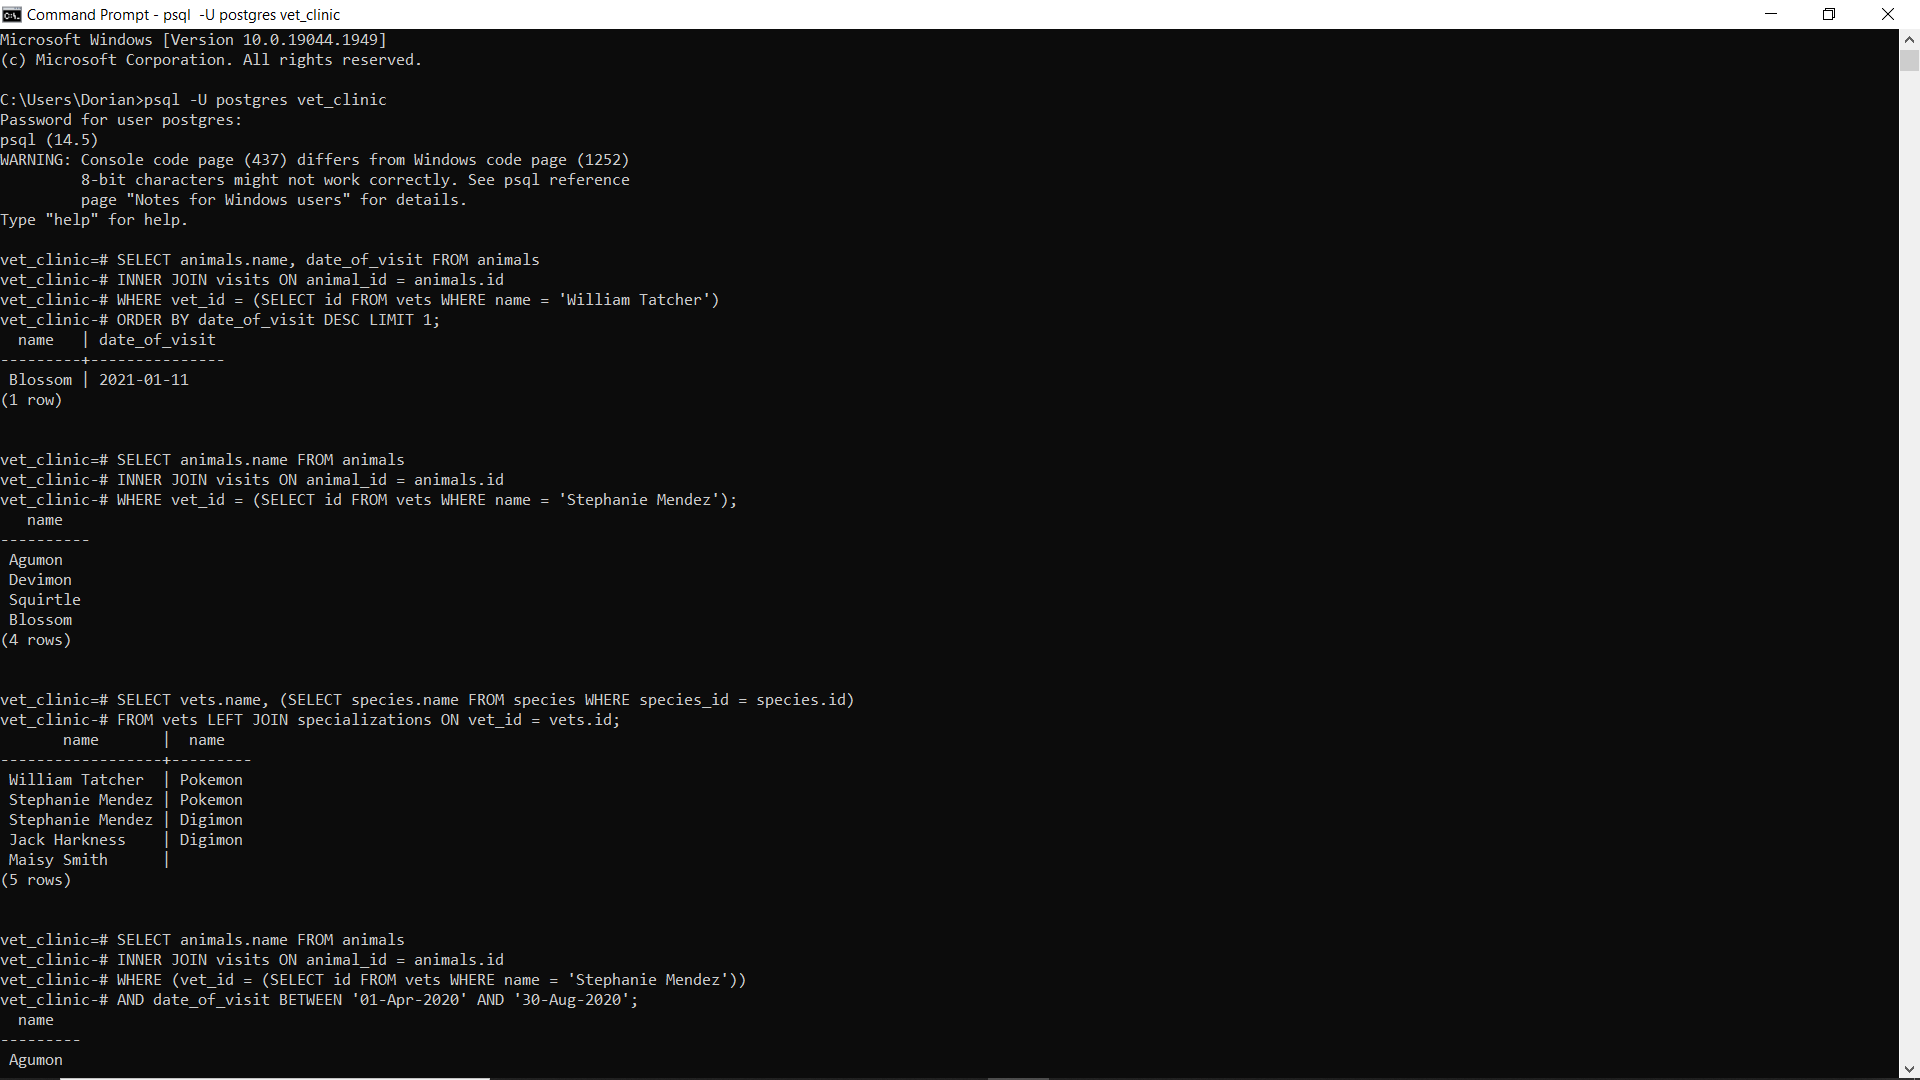 Command Prompt - psql  -U postgres vet_clinic
Microsoft Windows [Version 10.0.19044.1949]
(c) Microsoft Corporation. All rights reserved.
C:\Users\Dorian>psql -U postgres vet_clinic
Password for user postgres:
psql (14.5)
WARNING: Console code page (437) differs from Windows code page (1252)
         8-bit characters might not work correctly. See psql reference
         page "Notes for Windows users" for details.
Type "help" for help.
vet_clinic=# SELECT animals.name, date_of_visit FROM animals
vet_clinic-# INNER JOIN visits ON animal_id = animals.id
vet_clinic-# WHERE vet_id = (SELECT id FROM vets WHERE name = 'William Tatcher')
vet_clinic-# ORDER BY date_of_visit DESC LIMIT 1;
  name   | date_of_visit
---------+---------------
 Blossom | 2021-01-11
(1 row)
vet_clinic=# SELECT animals.name FROM animals
vet_clinic-# INNER JOIN visits ON animal_id = animals.id
vet_clinic-# WHERE vet_id = (SELECT id FROM vets WHERE name = 'Stephanie Mendez');
   name
----------
 Agumon
 Devimon
 Squirtle
 Blossom
(4 rows)
vet_clinic=# SELECT vets.name, (SELECT species.name FROM species WHERE species_id = species.id)
vet_clinic-# FROM vets LEFT JOIN specializations ON vet_id = vets.id;
       name       |  name
------------------+---------
 William Tatcher  | Pokemon
 Stephanie Mendez | Pokemon
 Stephanie Mendez | Digimon
 Jack Harkness    | Digimon
 Maisy Smith      |
(5 rows)
vet_clinic=# SELECT animals.name FROM animals
vet_clinic-# INNER JOIN visits ON animal_id = animals.id
vet_clinic-# WHERE (vet_id = (SELECT id FROM vets WHERE name = 'Stephanie Mendez'))
vet_clinic-# AND date_of_visit BETWEEN '01-Apr-2020' AND '30-Aug-2020';
  name
---------
 Agumon